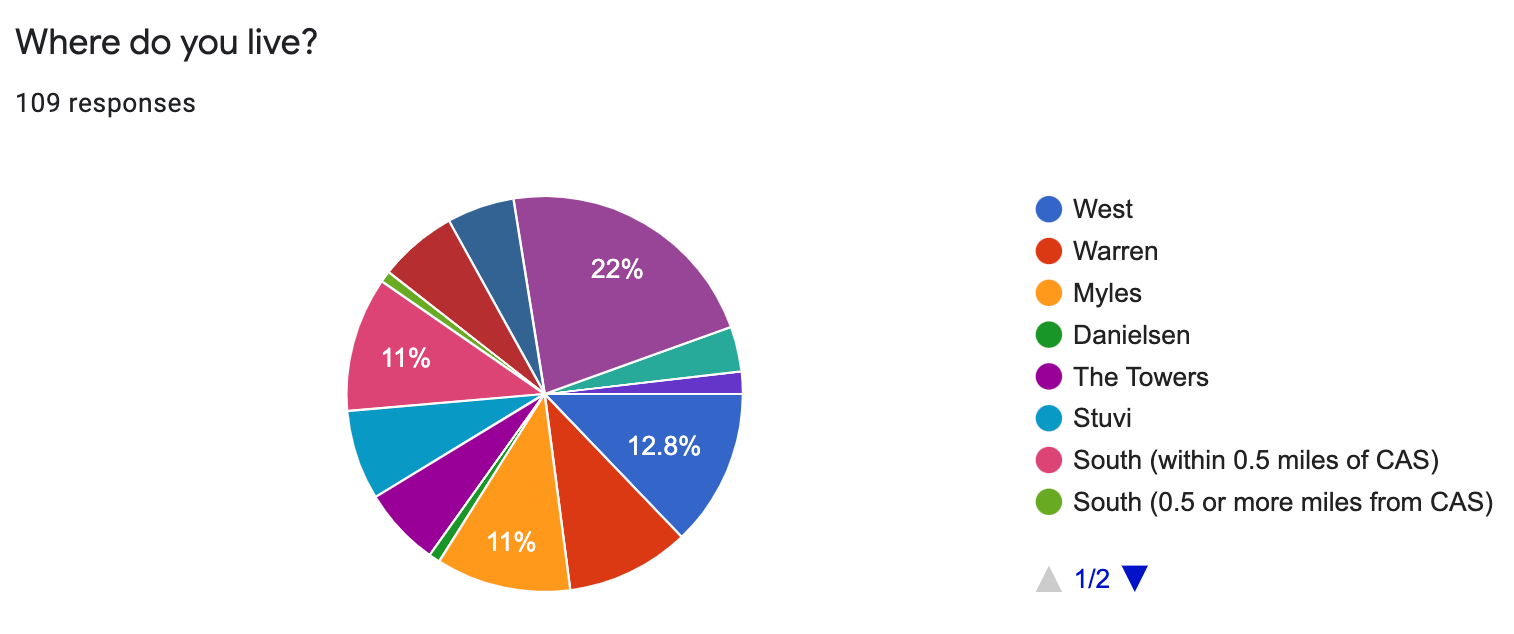 Where do you live?
109 responses
22%
11%
12.8%
11%
West
Warren
Myles
Danielsen
The Towers
Stuvi
South (within 0.5 miles of CAS)
South (0.5 or more miles from CAS)
1/2